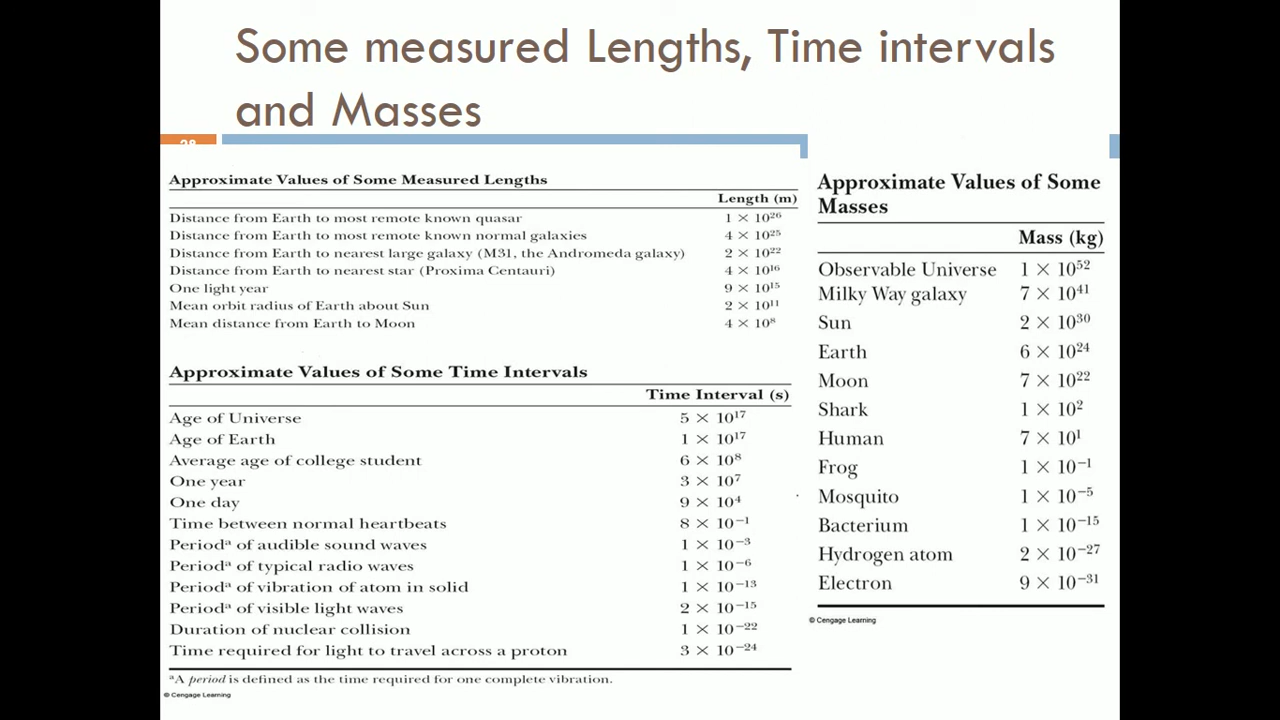 Some measured Lengths, Time intervals
and Masses
28
Approximate Values of Some Measured Lengths
Length (m)
Distance from Earth to most remote known quasar 1 × 10²⁶
Distance from Earth to most remote known normal galaxies 4 × 10²⁵
Distance from Earth to nearest large galaxy (M31, the Andromeda galaxy) 2 × 10²²
Distance from Earth to nearest star (Proxima Centauri) 4 × 10¹⁶
One light year 9 × 10¹⁵
Mean orbit radius of Earth about Sun 2 × 10¹¹
Mean distance from Earth to Moon 4 × 10⁸
Approximate Values of Some Time Intervals
Time Interval (s)
Age of Universe 5 × 10¹⁷
Age of Earth 1 × 10¹⁷
Average age of college student 6 × 10⁸
One year 3 × 10⁷
One day 9 × 10⁴
Time between normal heartbeats 8 × 10⁻¹
Periodᵃ of audible sound waves 1 × 10⁻³
Periodᵃ of typical radio waves 1 × 10⁻⁶
Periodᵃ of vibration of atom in solid 1 × 10⁻¹³
Periodᵃ of visible light waves 2 × 10⁻¹⁵
Duration of nuclear collision 1 × 10⁻²²
Time required for light to travel across a proton 3 × 10⁻²⁴
ᵃA period is defined as the time required for one complete vibration.
© Cengage Learning
Approximate Values of Some
Masses
Mass (kg)
Observable Universe 1 × 10⁵²
Milky Way galaxy 7 × 10⁴¹
Sun 2 × 10³⁰
Earth 6 × 10²⁴
Moon 7 × 10²²
Shark 1 × 10²
Human 7 × 10¹
Frog 1 × 10⁻¹
Mosquito 1 × 10⁻⁵
Bacterium 1 × 10⁻¹⁵
Hydrogen atom 2 × 10⁻²⁷
Electron 9 × 10⁻³¹
© Cengage Learning